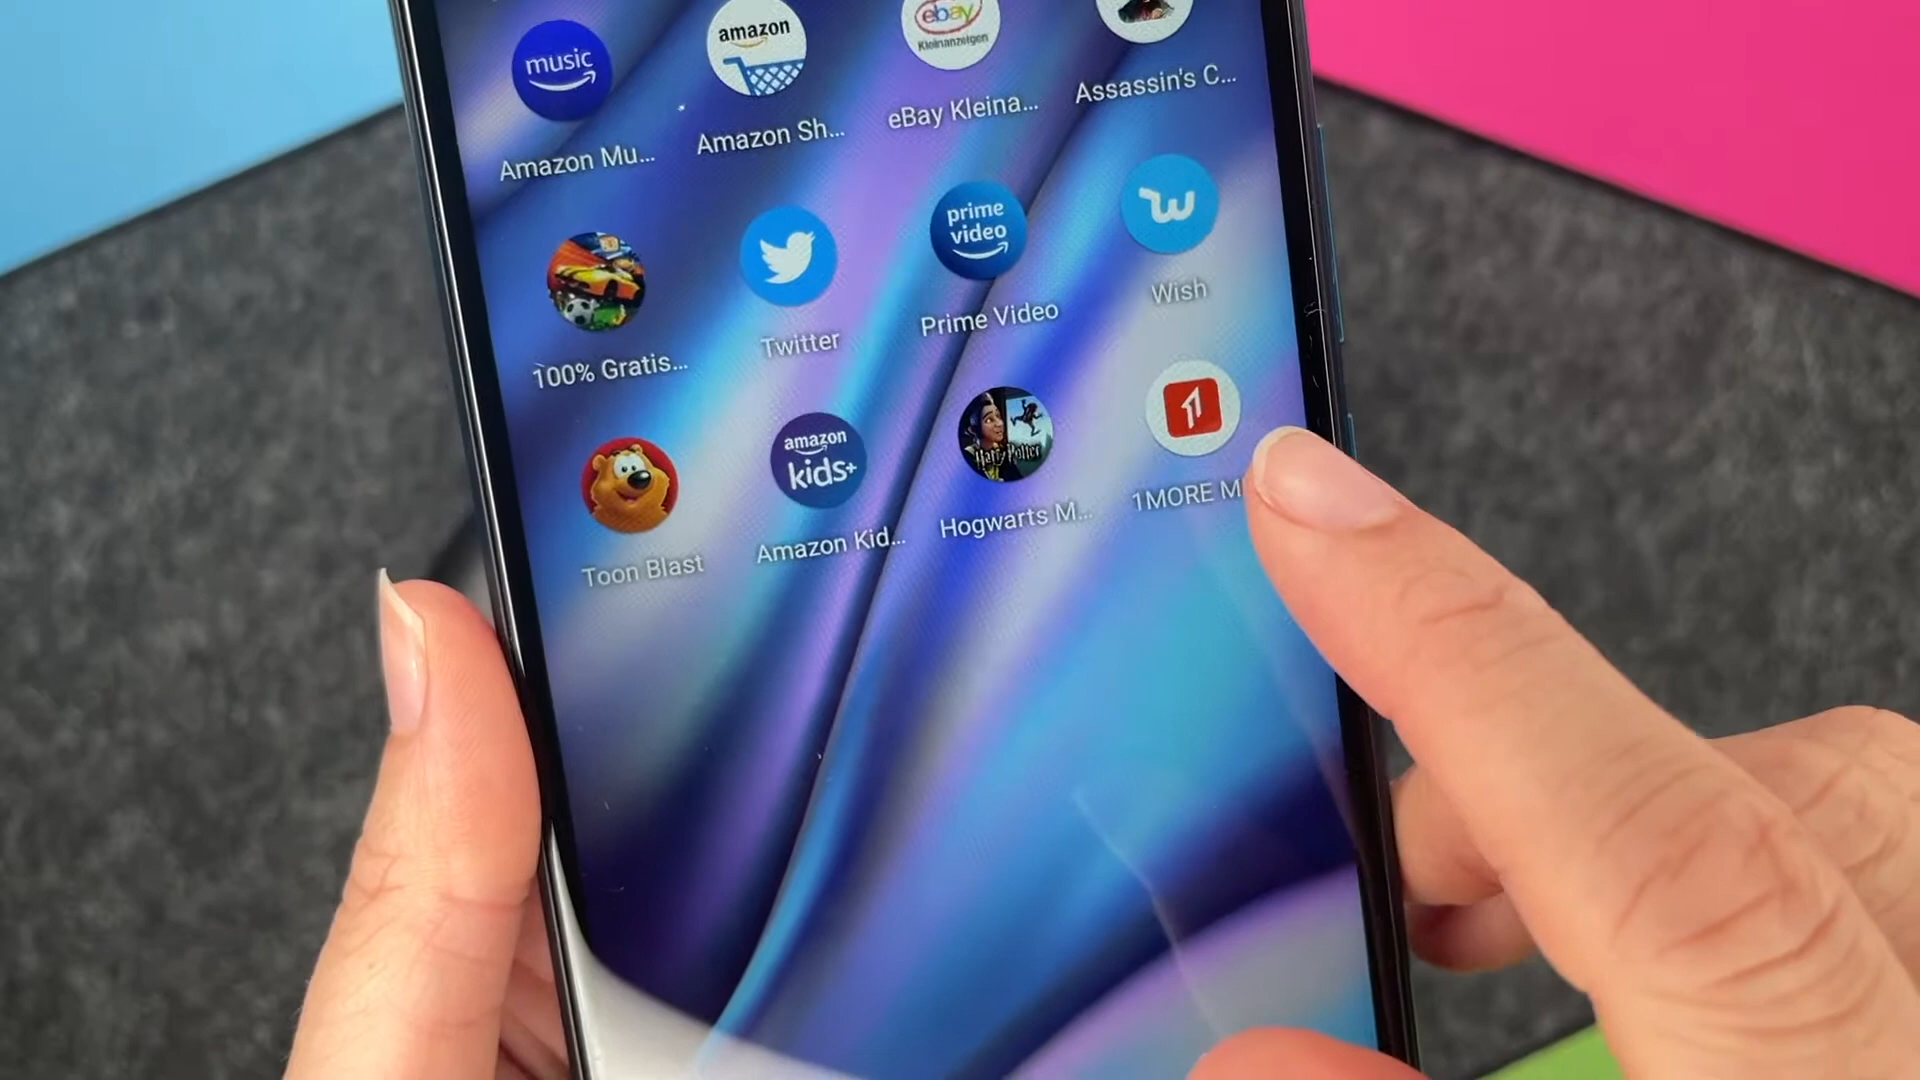 music
amazon
ebay
Kleinanzeigen
Amazon Mu...
Amazon Sh...
eBay Kleina...
Assassin's C...
prime
video
100% Gratis...
Twitter
Prime Video
Wish
amazon
kids+
Harry Potter
Toon Blast
Amazon Kid...
Hogwarts M...
1MORE M